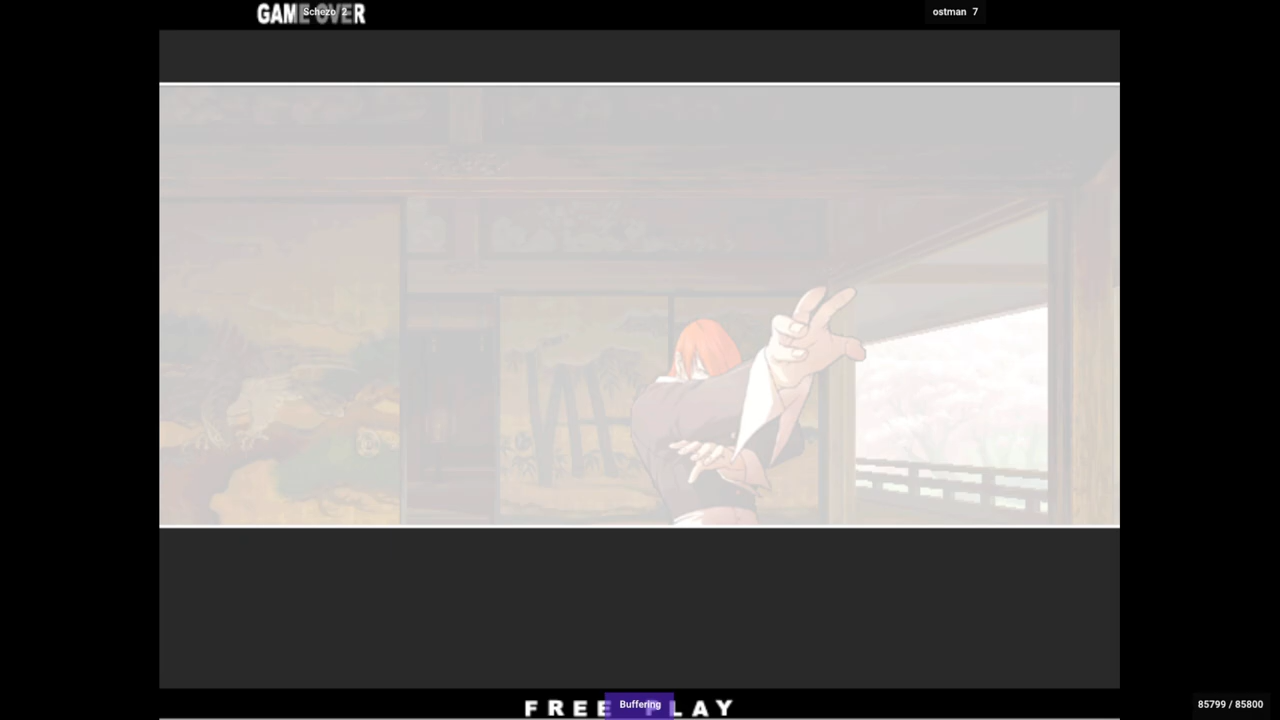 GAME OVER
Schezo 2
ostman 7
FREE PLAY
Buffering
85799 / 85800